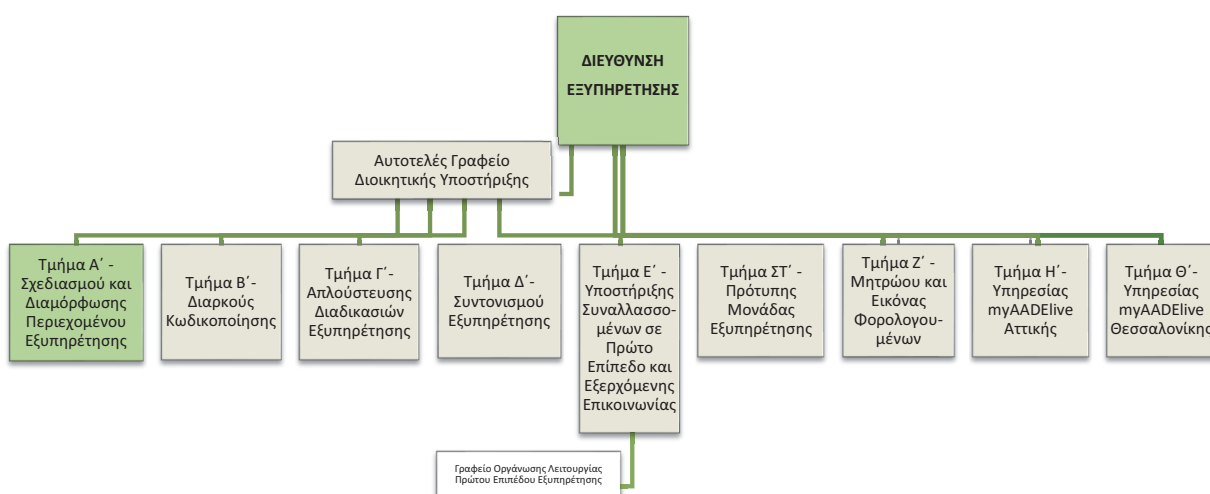 ΔΙΕΥΘΥΝΣΗ
ΕΞΥΠΗΡΕΤΗΣΗΣ
Αυτοτελές Γραφείο
Διοικητικής Υποστήριξης
Τμήμα Α΄ -
Σχεδιασμού και
Διαμόρφωσης
Περιεχομένου
Εξυπηρέτησης
Τμήμα Β΄-
Διαρκούς
Κωδικοποίησης
Τμήμα Γ΄-
Απλούστευσης
Διαδικασιών
Εξυπηρέτησης
Τμήμα Δ΄-
Συντονισμού
Εξυπηρέτησης
Τμήμα Ε΄ -
Υποστήριξης
Συναλλασσο-
μένων σε
Πρώτο
Επίπεδο και
Εξερχόμενης
Επικοινωνίας
Τμήμα ΣΤ΄ -
Πρότυπης
Μονάδας
Εξυπηρέτησης
Τμήμα Ζ΄ -
Μητρώου και
Εικόνας
Φορολογου-
μένων
Τμήμα Η΄-
Υπηρεσίας
myAADElive
Αττικής
Τμήμα Θ΄-
Υπηρεσίας
myAADElive
Θεσσαλονίκης
Γραφείο Οργάνωσης Λειτουργίας
Πρώτου Επιπέδου Εξυπηρέτησης